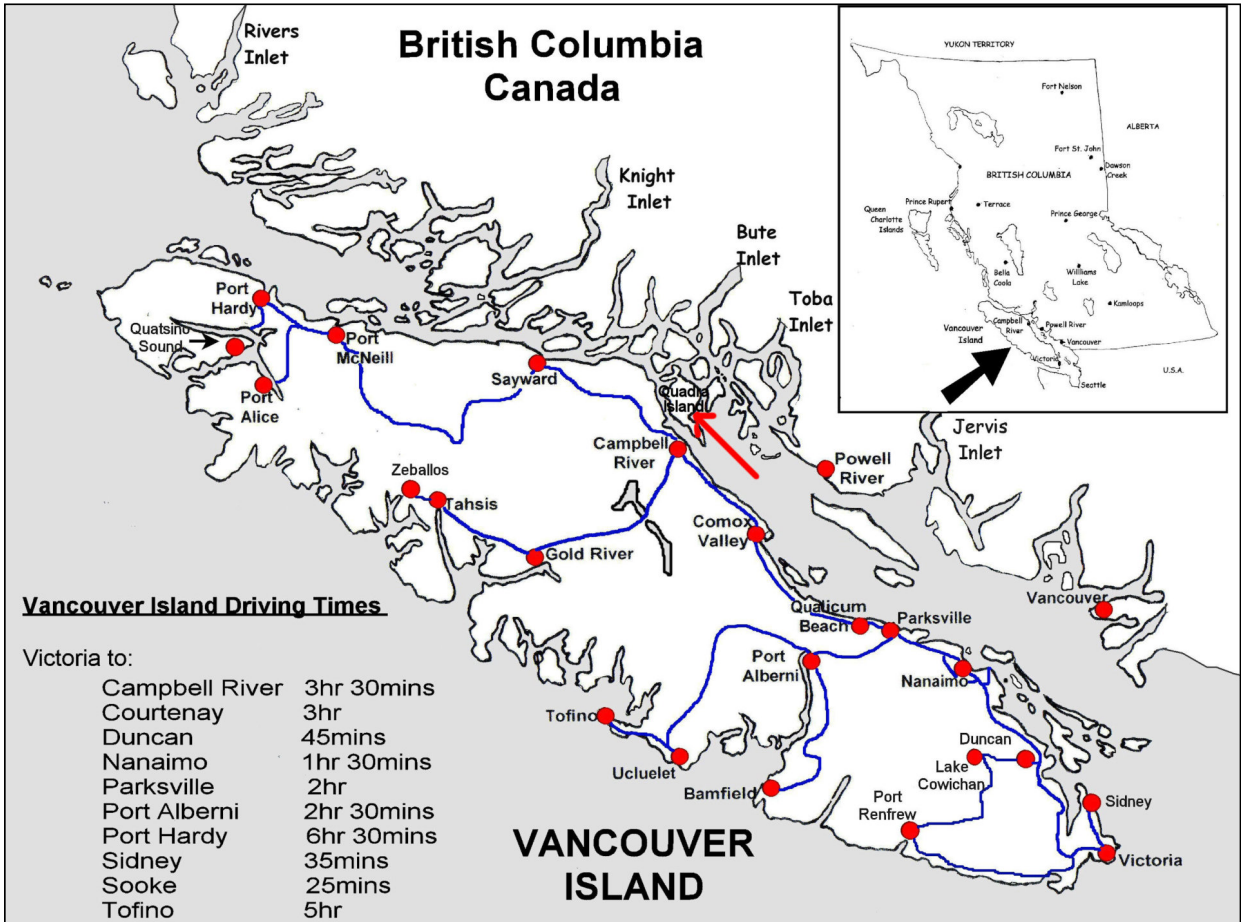 British Columbia
Canada
Rivers
Inlet
Knight
Inlet
Bute
Inlet
Toba
Inlet
Jervis
Inlet
YUKON TERRITORY
Fort Nelson
ALBERTA
Fort St. John
Dawson
Creek
BRITISH COLUMBIA
Prince Rupert
Terrace
Queen
Charlotte
Islands
Prince George
Bella
Coola
Willliams
Lake
Kamloops
Campbell
River
Powell River
Vancouver
Island
Vancouver
Victoria
Seattle
U.S.A.
Port
Hardy
Quatsino
Sound
Port
McNeill
Port
Alice
Sayward
Quadra
Island
Campbell
River
Powell
River
Zeballos
Tahsis
Gold River
Comox
Valley
Qualicum
Beach
Parksville
Vancouver
Port
Alberni
Nanaimo
Tofino
Ucluelet
Bamfield
Duncan
Lake
Cowichan
Port
Renfrew
Sidney
Victoria
VANCOUVER
ISLAND
Vancouver Island Driving Times
Victoria to:
Campbell River 3hr 30mins
Courtenay 3hr
Duncan 45mins
Nanaimo 1hr 30mins
Parksville 2hr
Port Alberni 2hr 30mins
Port Hardy 6hr 30mins
Sidney 35mins
Sooke 25mins
Tofino 5hr